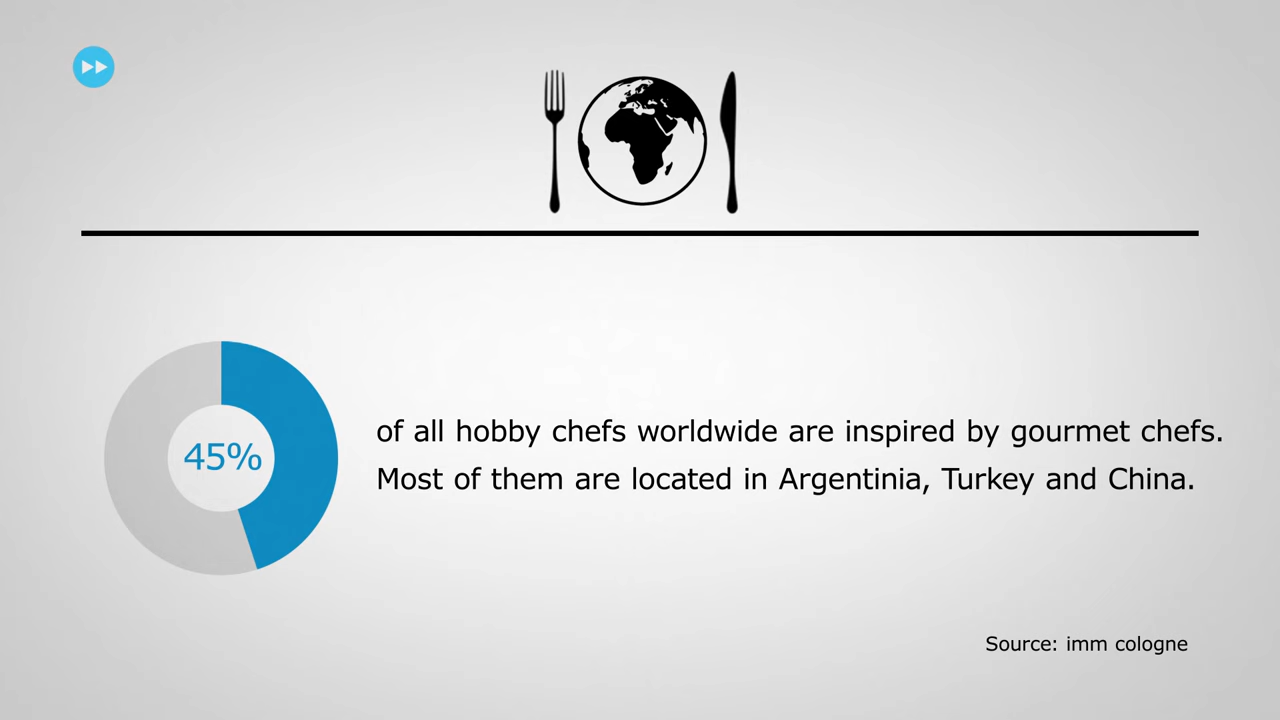 45%
of all hobby chefs worldwide are inspired by gourmet chefs.
Most of them are located in Argentinia, Turkey and China.
Source: imm cologne